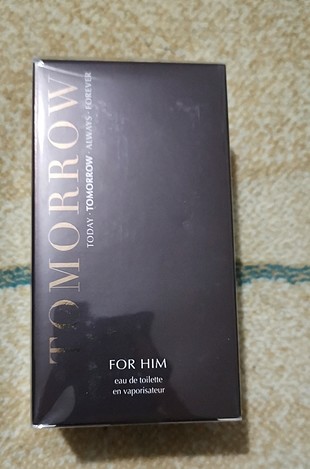 TOMORROW
TODAY · TOMORROW · ALWAYS · FOREVER
FOR HIM
eau de toilette
en vaporisateur